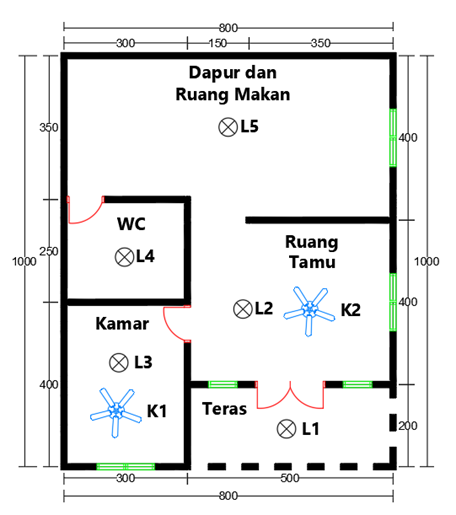 800
300 150 350
Dapur dan
Ruang Makan
L5
350
400
WC
250
L4
Ruang
Tamu
1000
1000
Kamar
L2
K2
400
L3
400
K1
Teras
L1
200
300 500
800